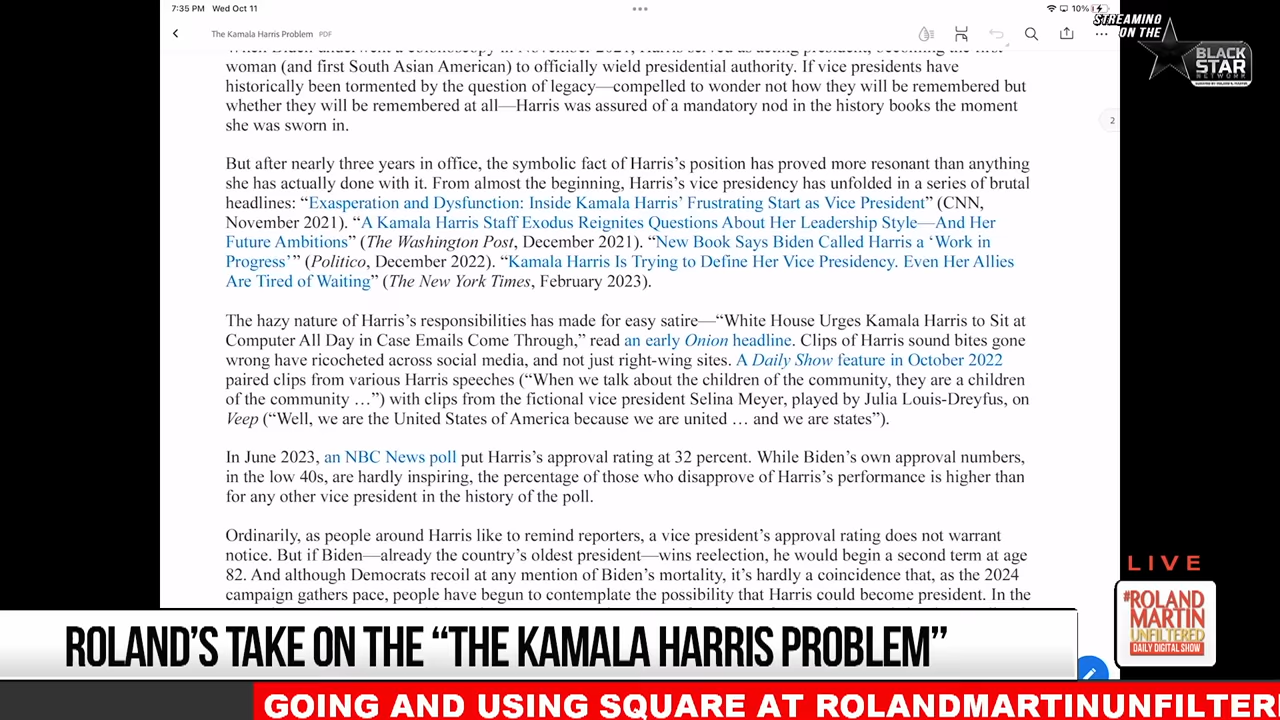 7:35 PM Wed Oct 11
10%
STREAMING
ON THE
The Kamala Harris Problem PDF
BLACK
STAR
NETWORK
woman (and first South Asian American) to officially wield presidential authority. If vice presidents have
historically been tormented by the question of legacy—compelled to wonder not how they will be remembered but
whether they will be remembered at all—Harris was assured of a mandatory nod in the history books the moment
she was sworn in.
2
But after nearly three years in office, the symbolic fact of Harris’s position has proved more resonant than anything
she has actually done with it. From almost the beginning, Harris’s vice presidency has unfolded in a series of brutal
headlines: “Exasperation and Dysfunction: Inside Kamala Harris’ Frustrating Start as Vice President” (CNN,
November 2021). “A Kamala Harris Staff Exodus Reignites Questions About Her Leadership Style—And Her
Future Ambitions” (The Washington Post, December 2021). “New Book Says Biden Called Harris a ‘Work in
Progress’” (Politico, December 2022). “Kamala Harris Is Trying to Define Her Vice Presidency. Even Her Allies
Are Tired of Waiting” (The New York Times, February 2023).
The hazy nature of Harris’s responsibilities has made for easy satire—“White House Urges Kamala Harris to Sit at
Computer All Day in Case Emails Come Through,” read an early Onion headline. Clips of Harris sound bites gone
wrong have ricocheted across social media, and not just right-wing sites. A Daily Show feature in October 2022
paired clips from various Harris speeches (“When we talk about the children of the community, they are a children
of the community …”) with clips from the fictional vice president Selina Meyer, played by Julia Louis-Dreyfus, on
Veep (“Well, we are the United States of America because we are united … and we are states”).
In June 2023, an NBC News poll put Harris’s approval rating at 32 percent. While Biden’s own approval numbers,
in the low 40s, are hardly inspiring, the percentage of those who disapprove of Harris’s performance is higher than
for any other vice president in the history of the poll.
Ordinarily, as people around Harris like to remind reporters, a vice president’s approval rating does not warrant
notice. But if Biden—already the country’s oldest president—wins reelection, he would begin a second term at age
82. And although Democrats recoil at any mention of Biden’s mortality, it’s hardly a coincidence that, as the 2024
campaign gathers pace, people have begun to contemplate the possibility that Harris could become president. In the
LIVE
#ROLAND
MARTIN
UNFILTERED
DAILY DIGITAL SHOW
ROLAND’S TAKE ON THE “THE KAMALA HARRIS PROBLEM”
GOING AND USING SQUARE AT ROLANDMARTINUNFILTER